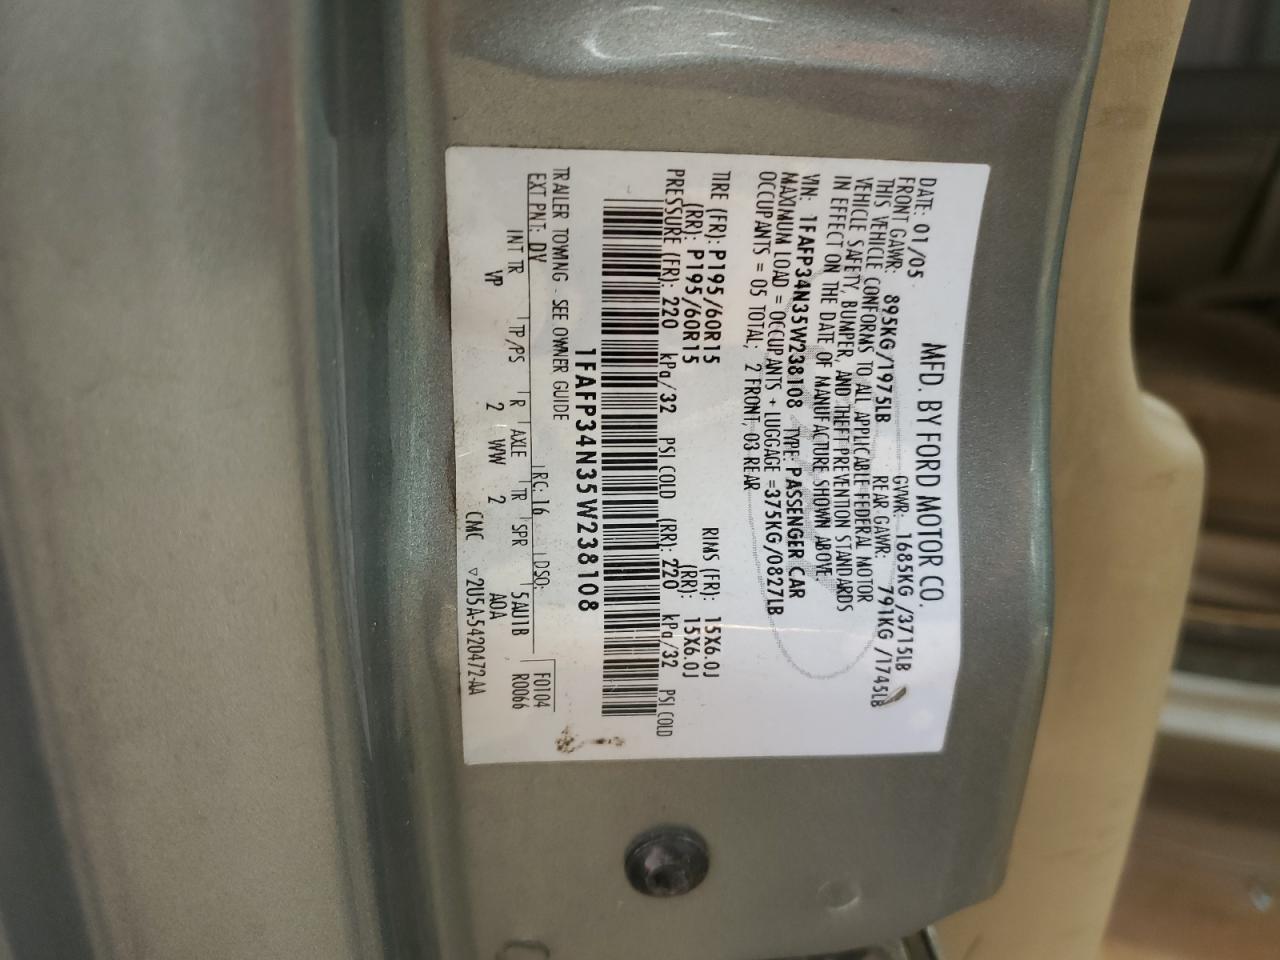 MFD. BY FORD MOTOR CO.
DATE: 01/05 GVWR: 1685KG /3715LB
FRONT GAWR: 895KG/1975LB REAR GAWR: 791KG /1745LB
THIS VEHICLE CONFORMS TO ALL APPLICABLE FEDERAL MOTOR
VEHICLE SAFETY, BUMPER, AND THEFT PREVENTION STANDARDS
IN EFFECT ON THE DATE OF MANUFACTURE SHOWN ABOVE.
VIN: 1FAFP34N35W238108 TYPE: PASSENGER CAR
MAXIMUM LOAD = OCCUPANTS + LUGGAGE =375KG/0827LB
OCCUPANTS = 05 TOTAL; 2 FRONT, 03 REAR
TIRE (FR): P195/60R15 RIMS (FR): 15X6.0J
(RR): P195/60R15 (RR): 15X6.0J
PRESSURE (FR): 220 kPa/32 PSI COLD (RR): 220 kPa/32 PSI COLD
1FAFP34N35W238108
TRAILER TOWING - SEE OWNER GUIDE
EXT PNT: DV RC: 16 DSO: F0104
INT TR TP/PS R AXLE TR SPR 5AU1B R0066
VP 2 WW 2 AOA
CMC ▽2U5A-5420472-AA